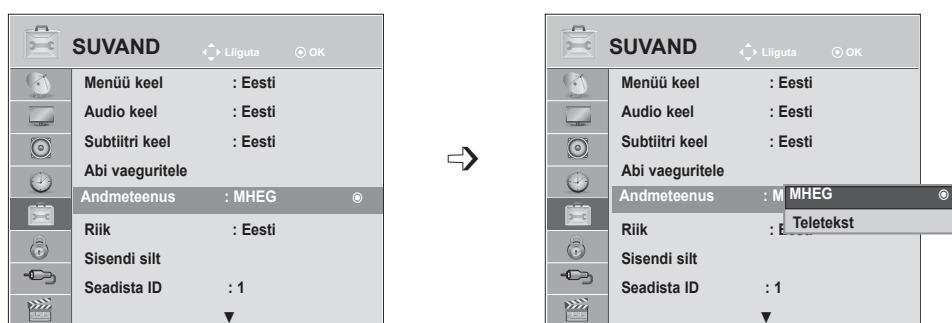 SUVAND Liiguta OK
Menüü keel : Eesti
Audio keel : Eesti
Subtiitri keel : Eesti
Abi vaeguritele
Andmeteenus : MHEG
Riik : Eesti
Sisendi silt
Seadista ID : 1
SUVAND Liiguta OK
Menüü keel : Eesti
Audio keel : Eesti
Subtiitri keel : Eesti
Abi vaeguritele
Andmeteenus : M MHEG
Teletekst
Riik : Eesti
Sisendi silt
Seadista ID : 1